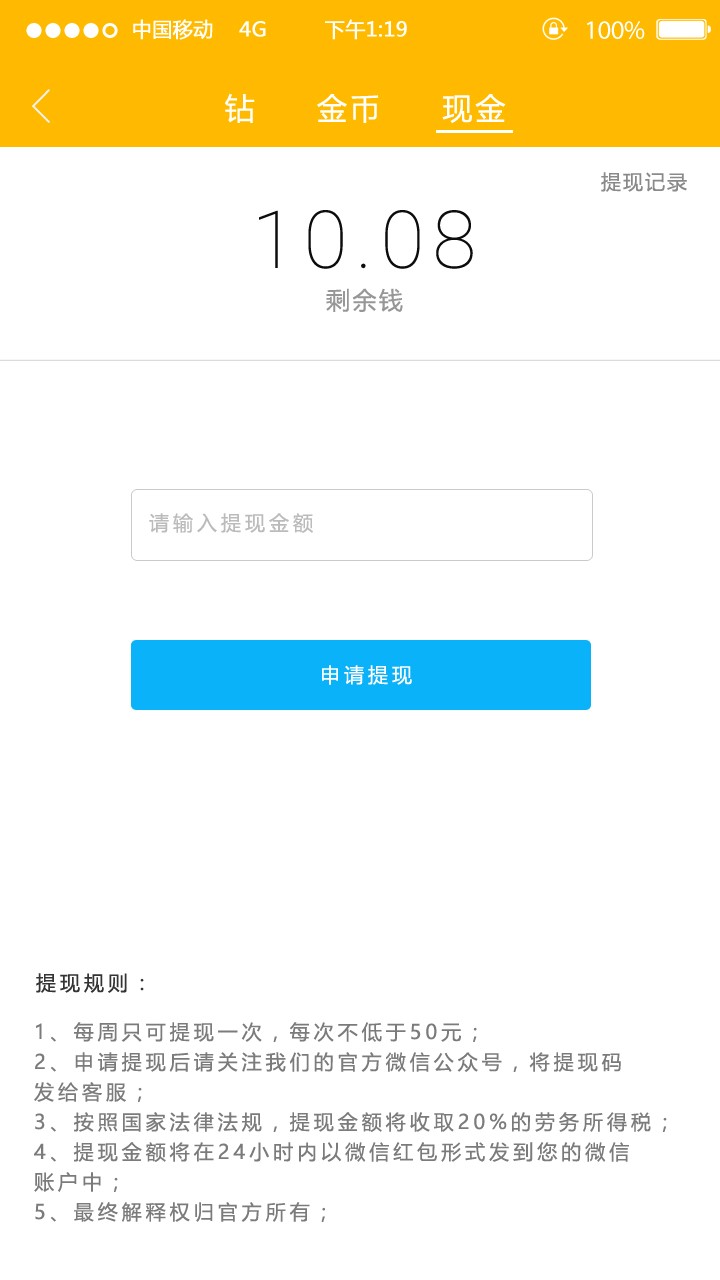 中国移动 4G 下午1:19 100%
钻 金币 现金
提现记录
10.08
剩余钱
请输入提现金额
申请提现
提现规则：
1、每周只可提现一次，每次不低于50元；
2、申请提现后请关注我们的官方微信公众号，将提现码
发给客服；
3、按照国家法律法规，提现金额将收取20%的劳务所得税；
4、提现金额将在24小时内以微信红包形式发到您的微信
账户中；
5、最终解释权归官方所有；